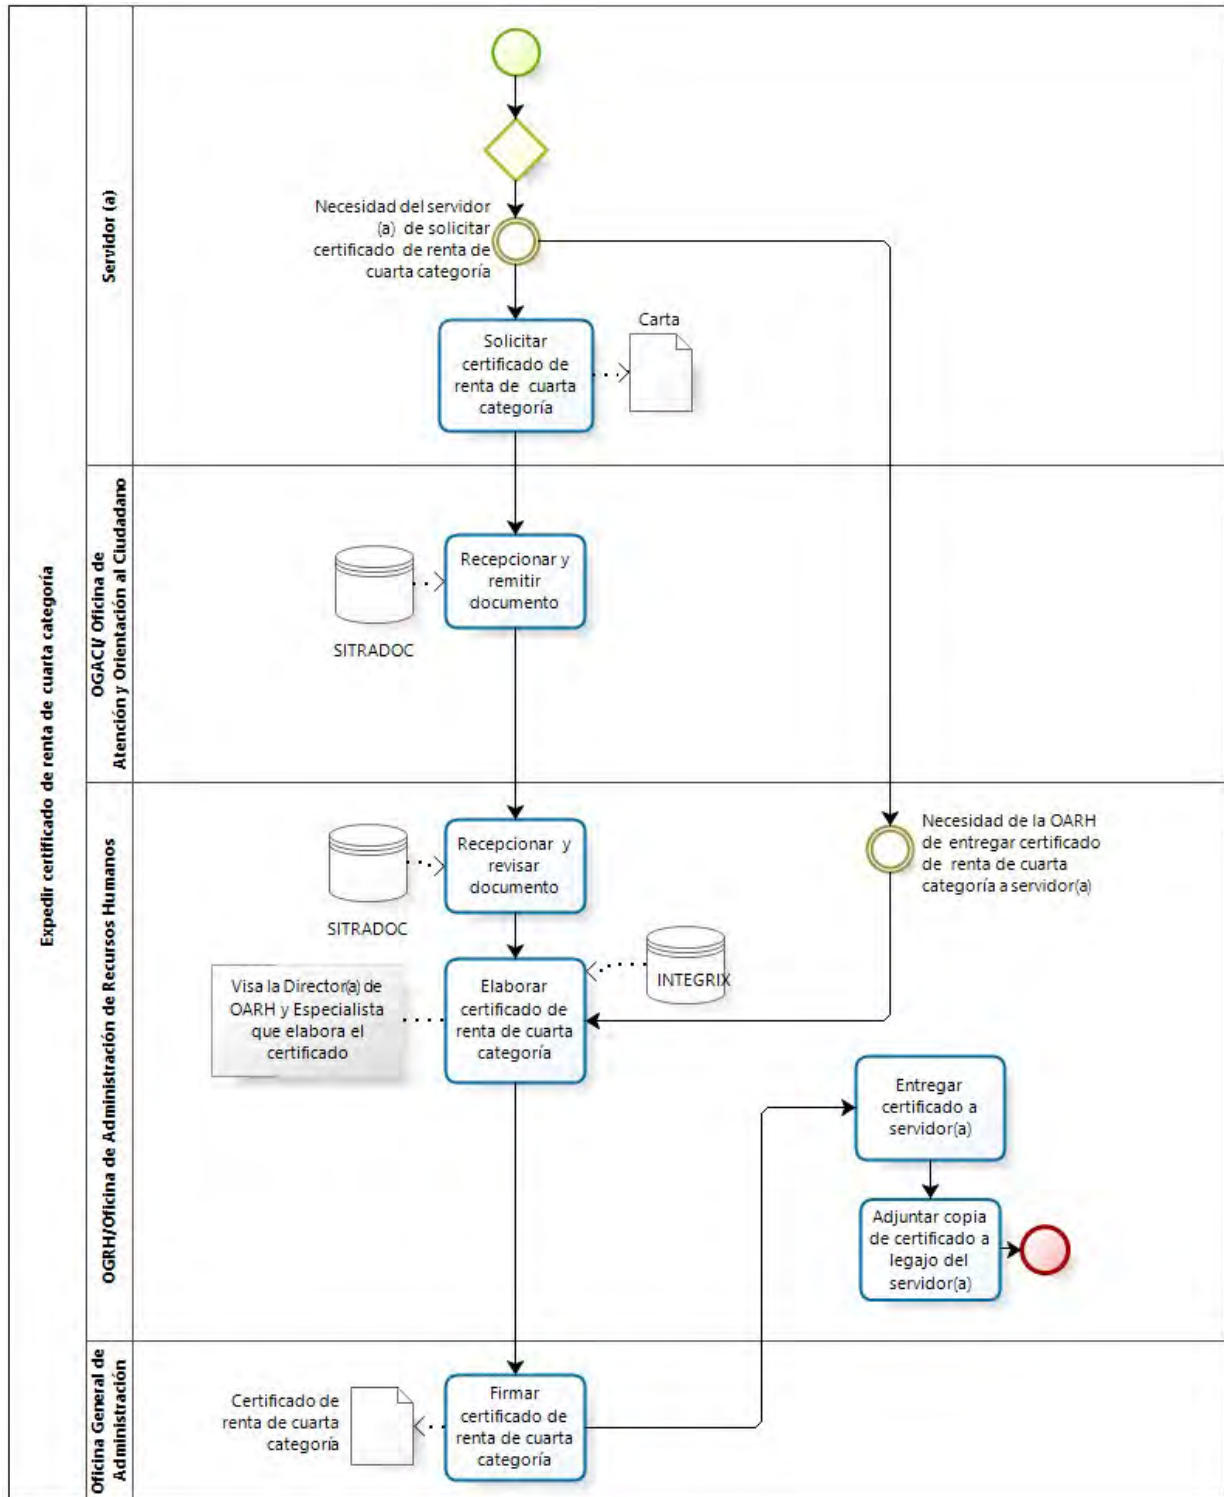 Expedir certificado de renta de cuarta categoría
Servidor (a)
Necesidad del servidor
(a) de solicitar
certificado de renta de
cuarta categoría
Solicitar
certificado de
renta de cuarta
categoría
Carta
OGACI/ Oficina de
Atención y Orientación al Ciudadano
Recepcionar y
remitir
documento
SITRADOC
OGRH/Oficina de Administración de Recursos Humanos
Recepcionar y
revisar
documento
SITRADOC
Necesidad de la OARH
de entregar certificado
de renta de cuarta
categoría a servidor(a)
INTEGRIX
Visa la Director(a) de
OARH y Especialista
que elabora el
certificado
Elaborar
certificado de
renta de cuarta
categoría
Entregar
certificado a
servidor(a)
Adjuntar copia
de certificado a
legajo del
servidor(a)
Oficina General de
Administración
Certificado de
renta de cuarta
categoría
Firmar
certificado de
renta de cuarta
categoría